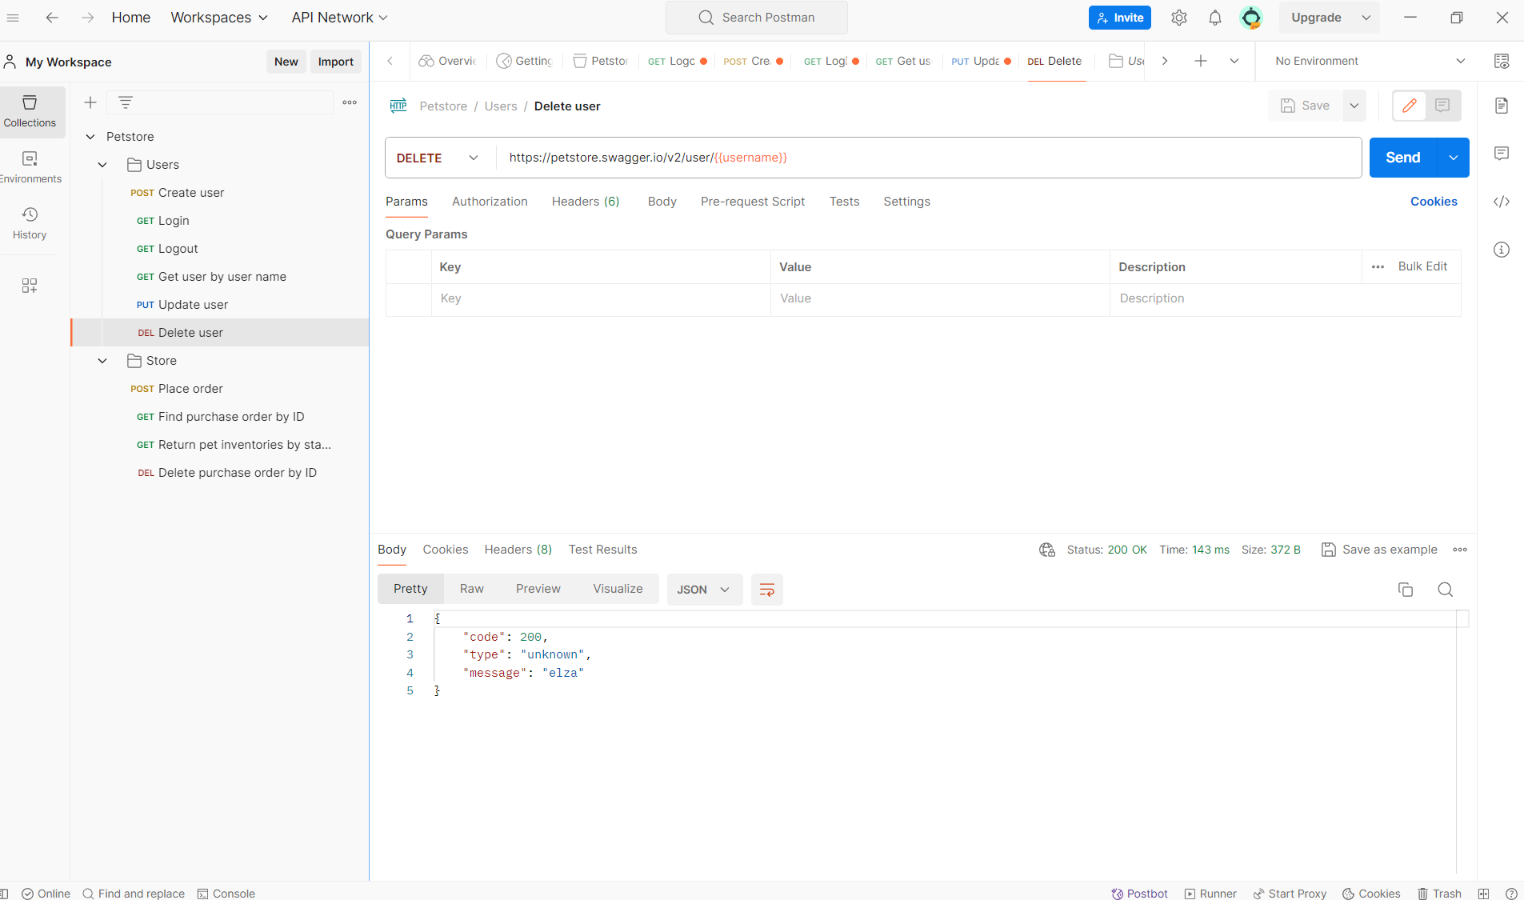 Home Workspaces API Network Search Postman Invite Upgrade
My Workspace New Import
Overvi Getting Petsto GET Logo POST Cre GET Logi GET Get us PUT Upda DEL Delete Use No Environment
Collections
Environments
History
Petstore
Users
POST Create user
GET Login
GET Logout
GET Get user by user name
PUT Update user
DEL Delete user
Store
POST Place order
GET Find purchase order by ID
GET Return pet inventories by sta...
DEL Delete purchase order by ID
HTTP Petstore / Users / Delete user Save
DELETE https://petstore.swagger.io/v2/user/{{username}} Send
Params Authorization Headers (6) Body Pre-request Script Tests Settings Cookies
Query Params
Key Value Description Bulk Edit
Key Value Description
Body Cookies Headers (8) Test Results Status: 200 OK Time: 143 ms Size: 372 B Save as example
Pretty Raw Preview Visualize JSON
1 {
2 "code": 200,
3 "type": "unknown",
4 "message": "elza"
5 }
Online Find and replace Console Postbot Runner Start Proxy Cookies Trash